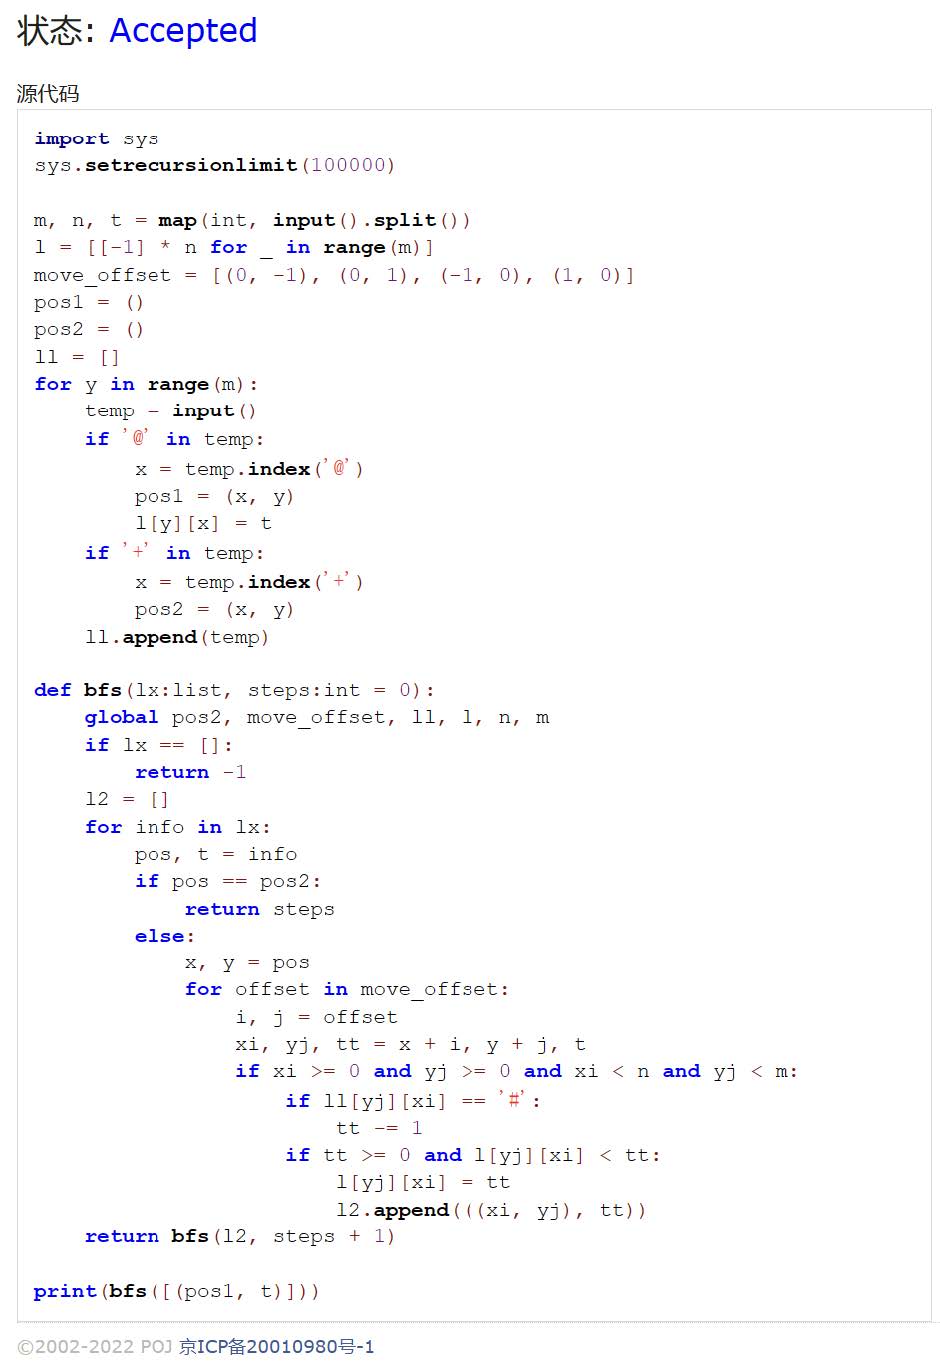 状态: Accepted
源代码
import sys
sys.setrecursionlimit(100000)
m, n, t = map(int, input().split())
l = [[-1] * n for _ in range(m)]
move_offset = [(0, -1), (0, 1), (-1, 0), (1, 0)]
pos1 = ()
pos2 = ()
ll = []
for y in range(m):
    temp = input()
    if '@' in temp:
        x = temp.index('@')
        pos1 = (x, y)
        l[y][x] = t
    if '+' in temp:
        x = temp.index('+')
        pos2 = (x, y)
    ll.append(temp)
def bfs(lx:list, steps:int = 0):
    global pos2, move_offset, ll, l, n, m
    if lx == []:
        return -1
    l2 = []
    for info in lx:
        pos, t = info
        if pos == pos2:
            return steps
        else:
            x, y = pos
            for offset in move_offset:
                i, j = offset
                xi, yj, tt = x + i, y + j, t
                if xi >= 0 and yj >= 0 and xi < n and yj < m:
                    if ll[yj][xi] == '#':
                        tt -= 1
                    if tt >= 0 and l[yj][xi] < tt:
                        l[yj][xi] = tt
                        l2.append(((xi, yj), tt))
    return bfs(l2, steps + 1)
print(bfs([(pos1, t)]))
©2002-2022 POJ 京ICP备20010980号-1